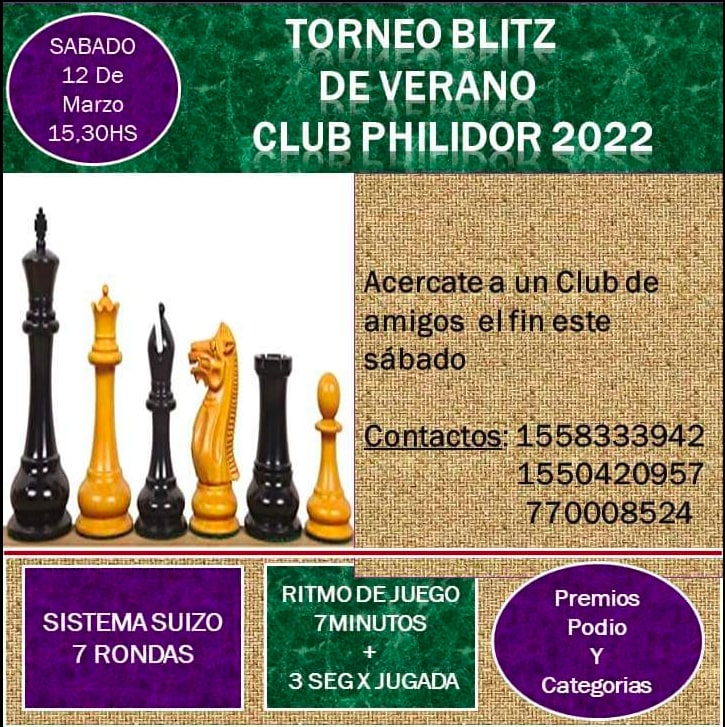 SABADO
12 De
Marzo
15,30HS
TORNEO BLITZ
DE VERANO
CLUB PHILIDOR 2022
Acercate a un Club de
amigos el fin este
sábado
Contactos: 1558333942
1550420957
770008524
SISTEMA SUIZO
7 RONDAS
RITMO DE JUEGO
7MINUTOS
+
3 SEG X JUGADA
Premios
Podio
Y
Categorias